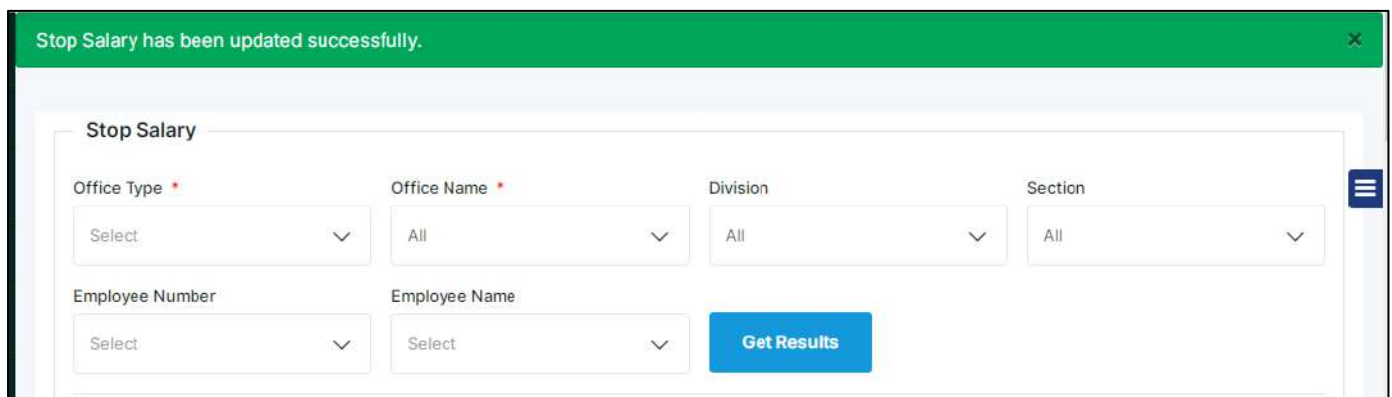 Stop Salary has been updated successfully. ×
Stop Salary
Office Type * Office Name * Division Section
Select All All All
Employee Number Employee Name
Select Select Get Results